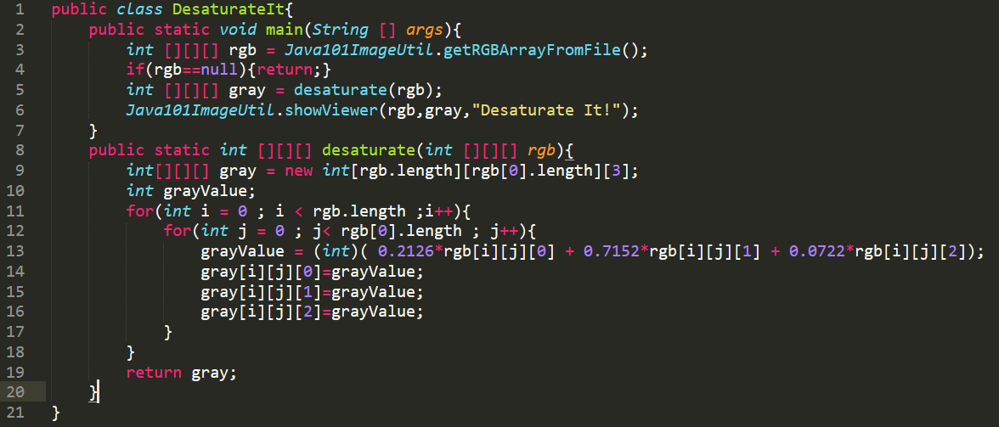 1 public class DesaturateIt{
2     public static void main(String [] args){
3         int [][][] rgb = Java101ImageUtil.getRGBArrayFromFile();
4         if(rgb==null){return;}
5         int [][][] gray = desaturate(rgb);
6         Java101ImageUtil.showViewer(rgb,gray,"Desaturate It!");
7     }
8     public static int [][][] desaturate(int [][][] rgb){
9         int[][][] gray = new int[rgb.length][rgb[0].length][3];
10         int grayValue;
11         for(int i = 0 ; i < rgb.length ;i++){
12             for(int j = 0 ; j< rgb[0].length ; j++){
13                 grayValue = (int)( 0.2126*rgb[i][j][0] + 0.7152*rgb[i][j][1] + 0.0722*rgb[i][j][2]);
14                 gray[i][j][0]=grayValue;
15                 gray[i][j][1]=grayValue;
16                 gray[i][j][2]=grayValue;
17             }
18         }
19         return gray;
20     }
21 }